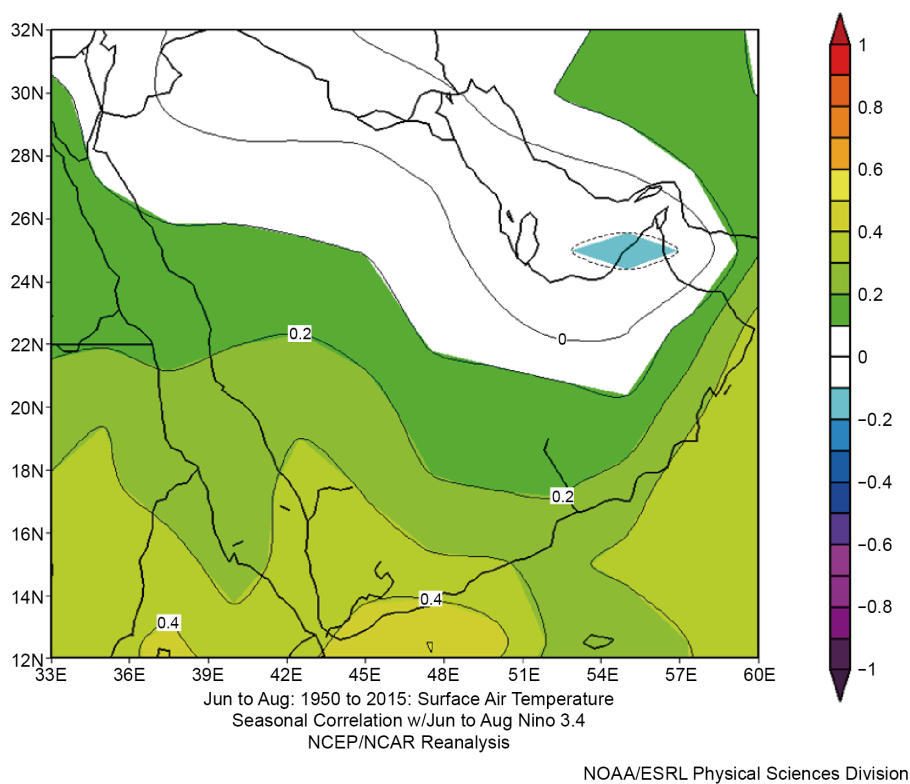 32N
30N
28N
26N
24N
22N
20N
18N
16N
14N
12N
33E 36E 39E 42E 45E 48E 51E 54E 57E 60E
0.2
0
0.2
0.4
0.4
1
0.8
0.6
0.4
0.2
0
−0.2
−0.4
−0.6
−0.8
−1
Jun to Aug: 1950 to 2015: Surface Air Temperature
Seasonal Correlation w/Jun to Aug Nino 3.4
NCEP/NCAR Reanalysis
NOAA/ESRL Physical Sciences Division